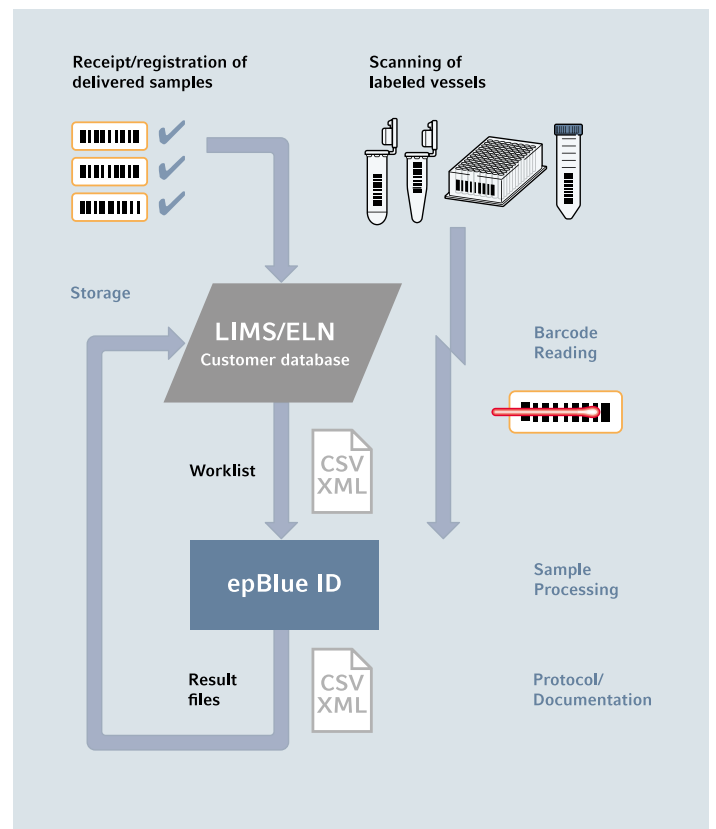 Receipt/registration of
delivered samples
Scanning of
labeled vessels
Storage
LIMS/ELN
Customer database
Barcode
Reading
Worklist
CSV
XML
epBlue ID
Sample
Processing
Result
files
CSV
XML
Protocol/
Documentation